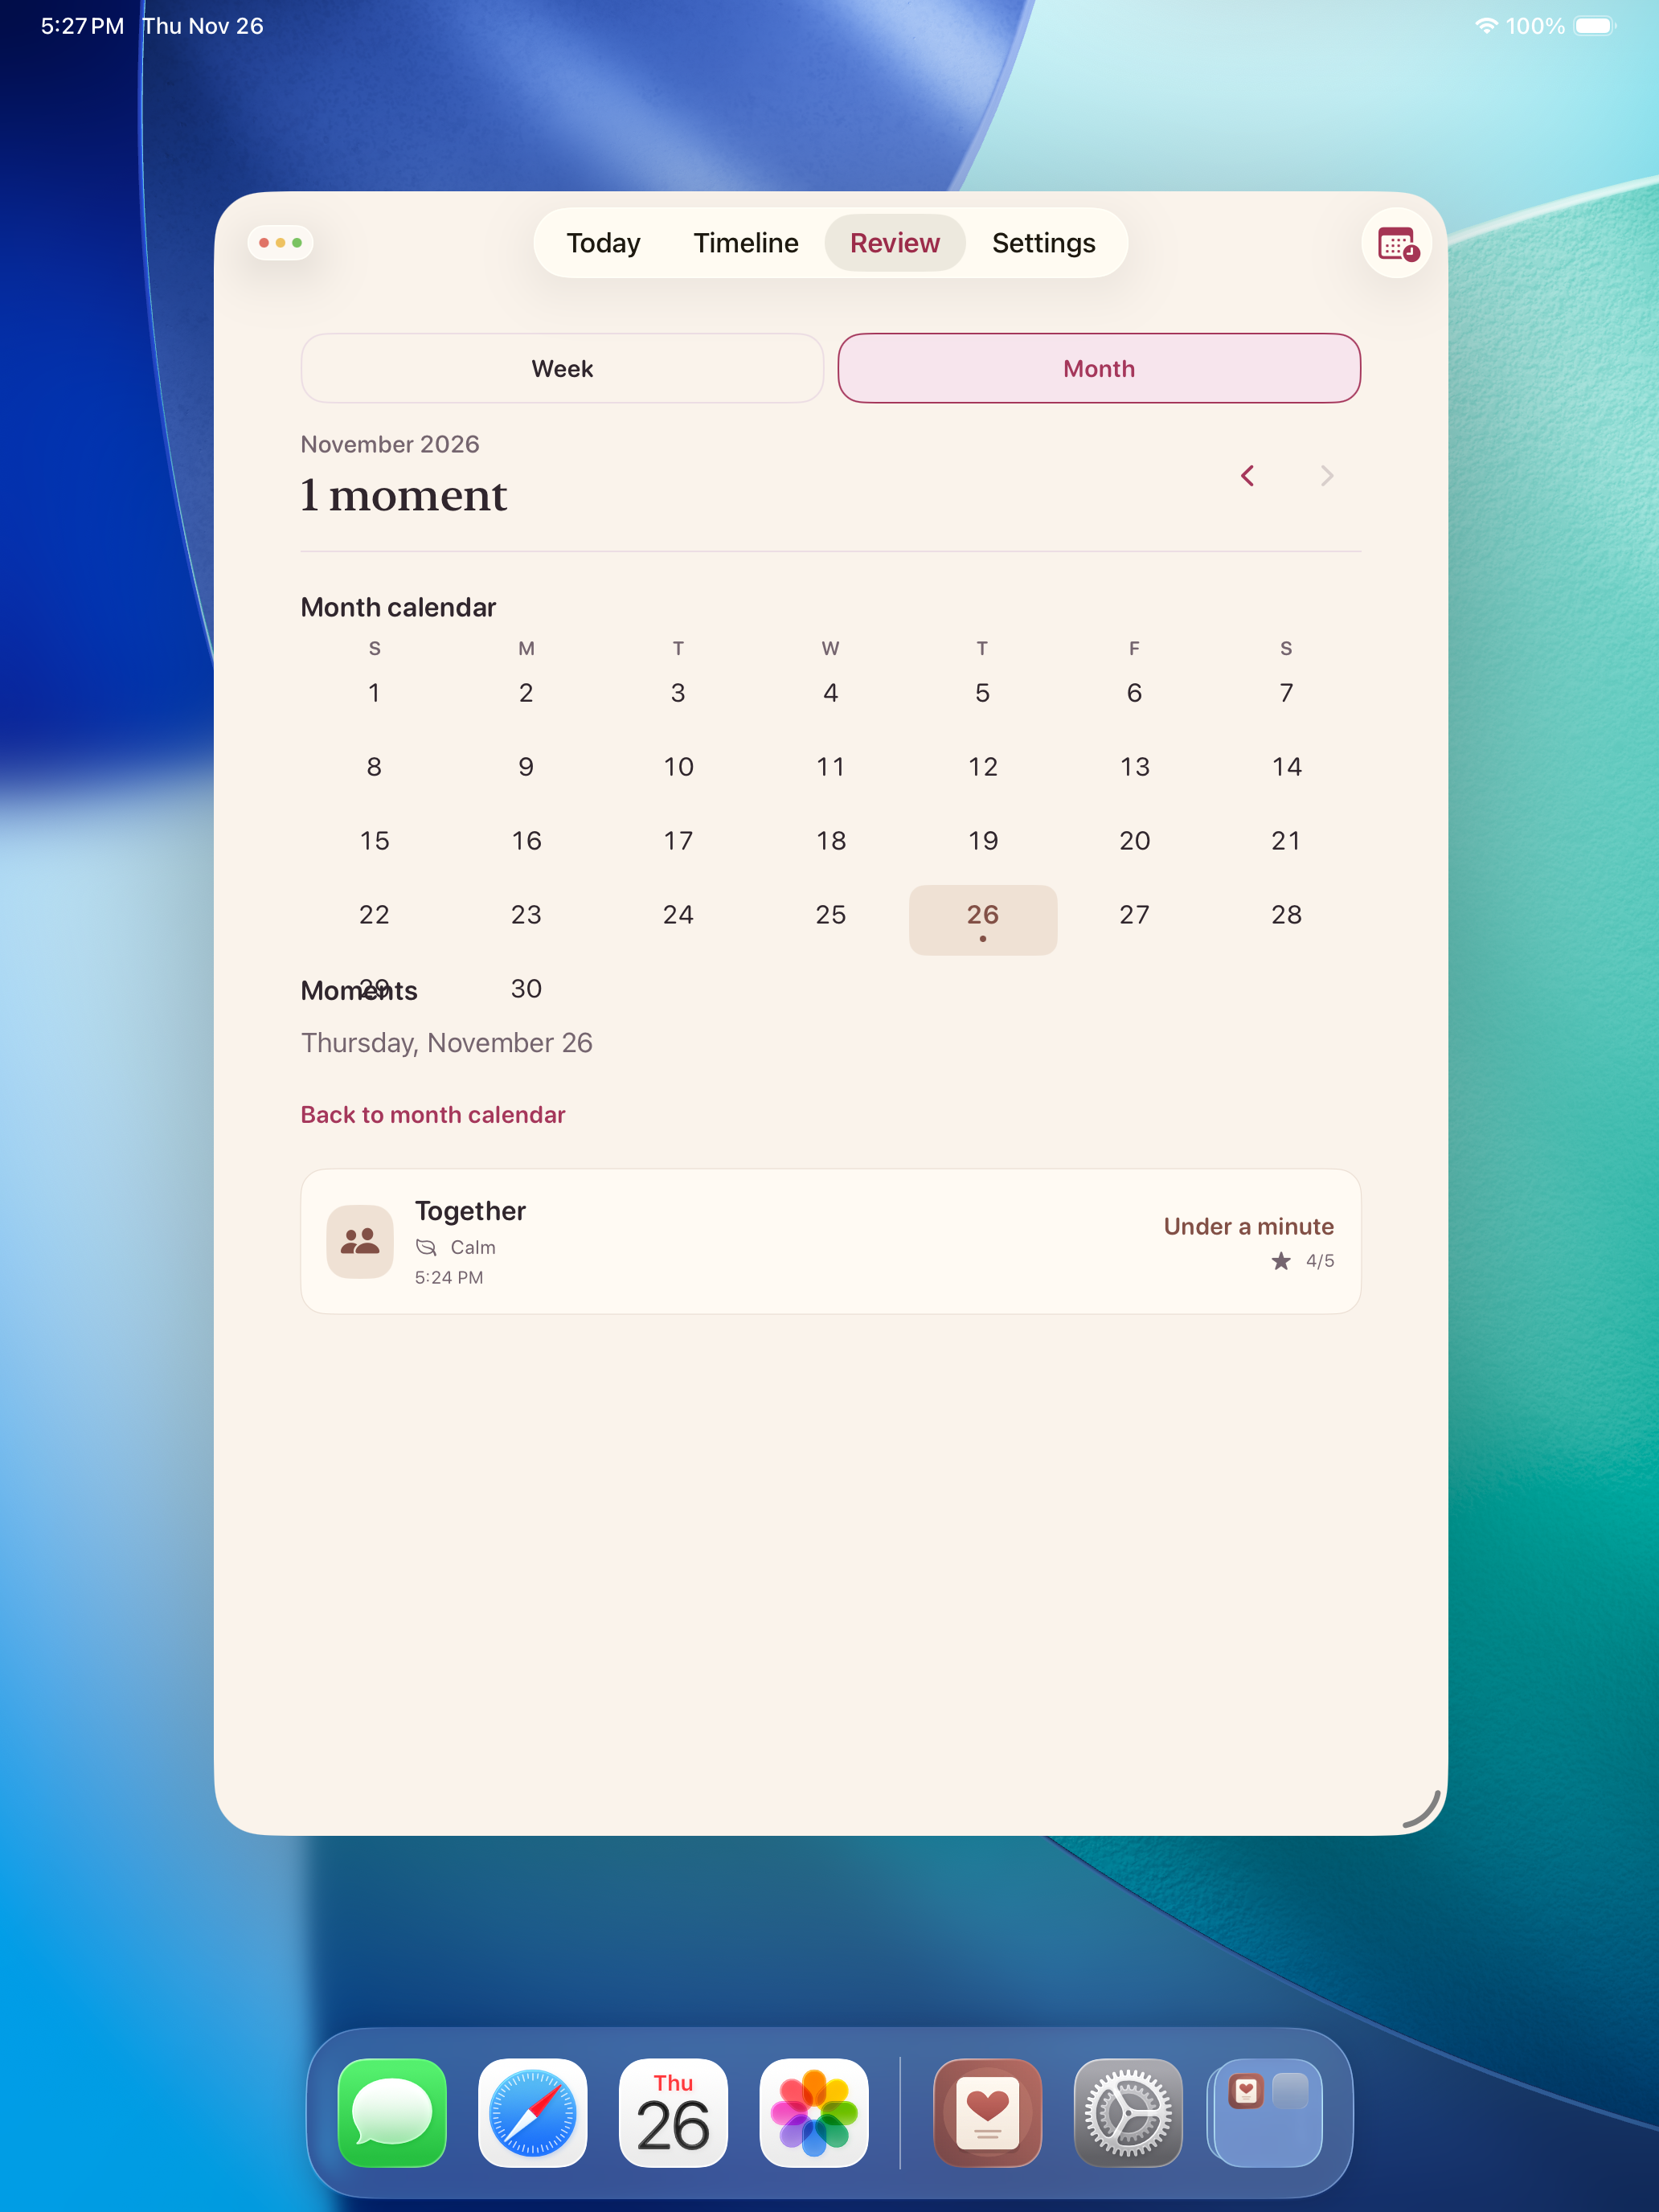 5:27 PM Thu Nov 26
100%
Today Timeline Review Settings
Week Month
November 2026
1 moment
Month calendar
S M T W T F S
1 2 3 4 5 6 7
8 9 10 11 12 13 14
15 16 17 18 19 20 21
22 23 24 25 26 27 28
29 30
Moments
Thursday, November 26
Back to month calendar
Together
Calm
5:24 PM
Under a minute
4/5
Thu
26